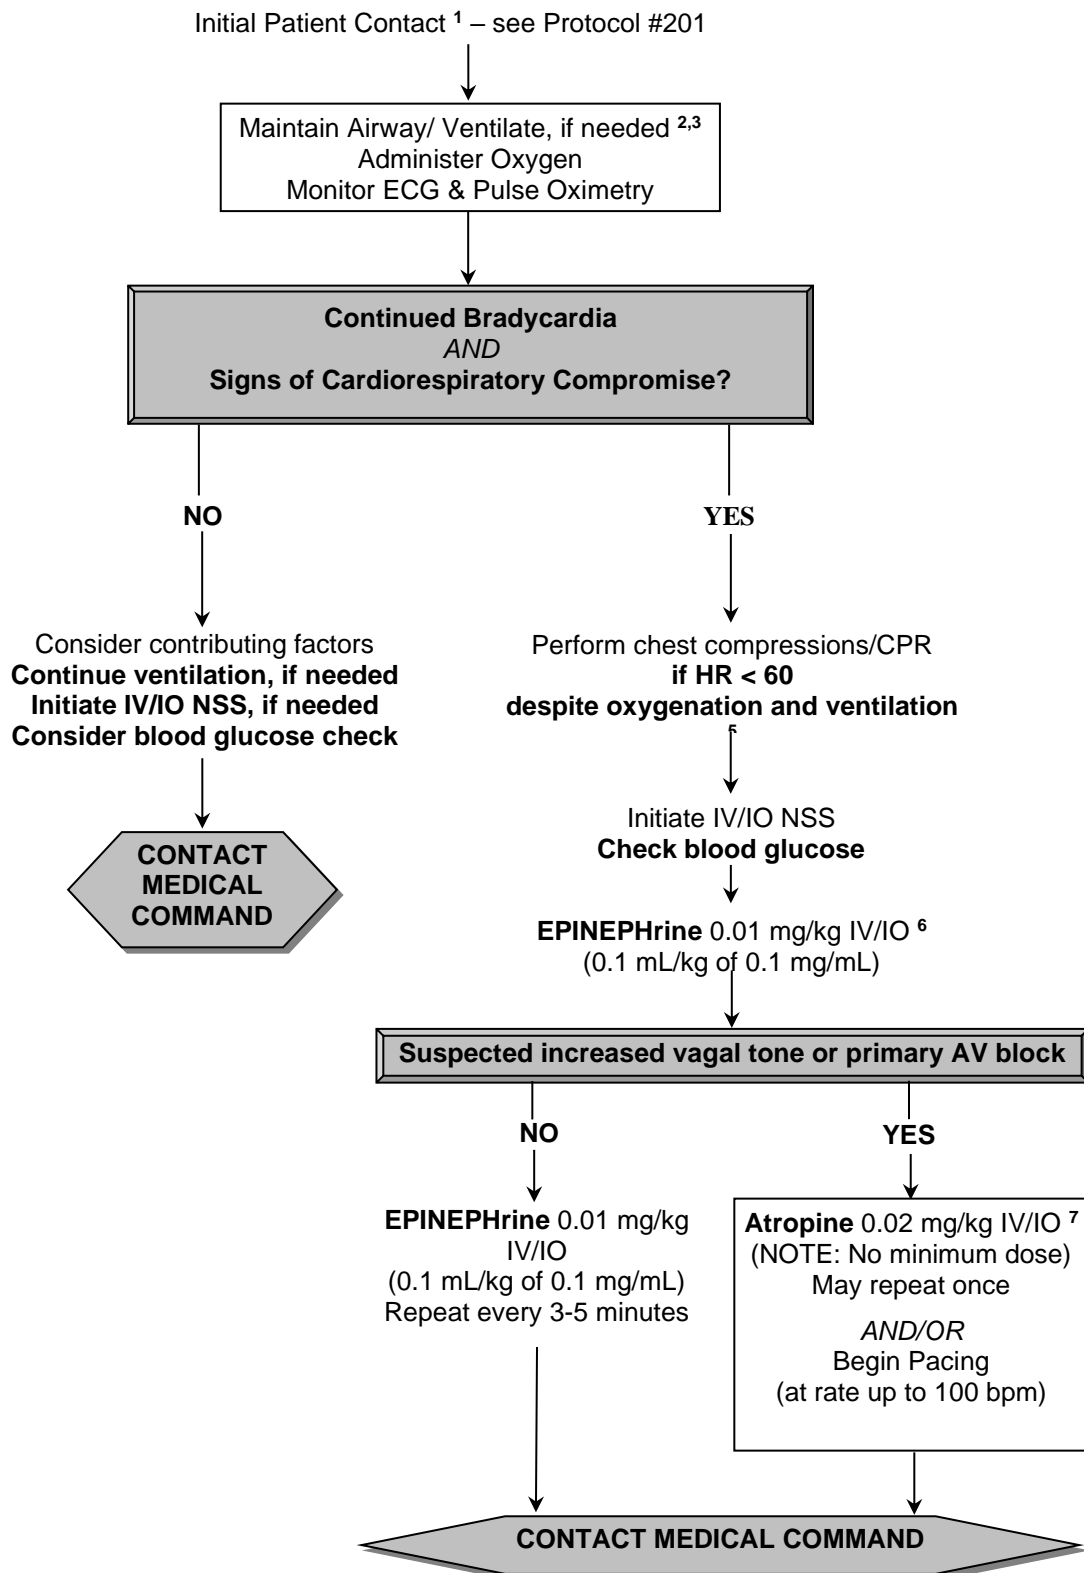 Initial Patient Contact 1 – see Protocol #201
Maintain Airway/ Ventilate, if needed 2,3
Administer Oxygen
Monitor ECG & Pulse Oximetry
Continued Bradycardia
AND
Signs of Cardiorespiratory Compromise?
NO
YES
Consider contributing factors
Continue ventilation, if needed
Initiate IV/IO NSS, if needed
Consider blood glucose check
CONTACT
MEDICAL
COMMAND
Perform chest compressions/CPR
if HR < 60
despite oxygenation and ventilation
5
Initiate IV/IO NSS
Check blood glucose
EPINEPHrine 0.01 mg/kg IV/IO 6
(0.1 mL/kg of 0.1 mg/mL)
Suspected increased vagal tone or primary AV block
NO
YES
EPINEPHrine 0.01 mg/kg
IV/IO
(0.1 mL/kg of 0.1 mg/mL)
Repeat every 3-5 minutes
Atropine 0.02 mg/kg IV/IO 7
(NOTE: No minimum dose)
May repeat once
AND/OR
Begin Pacing
(at rate up to 100 bpm)
CONTACT MEDICAL COMMAND